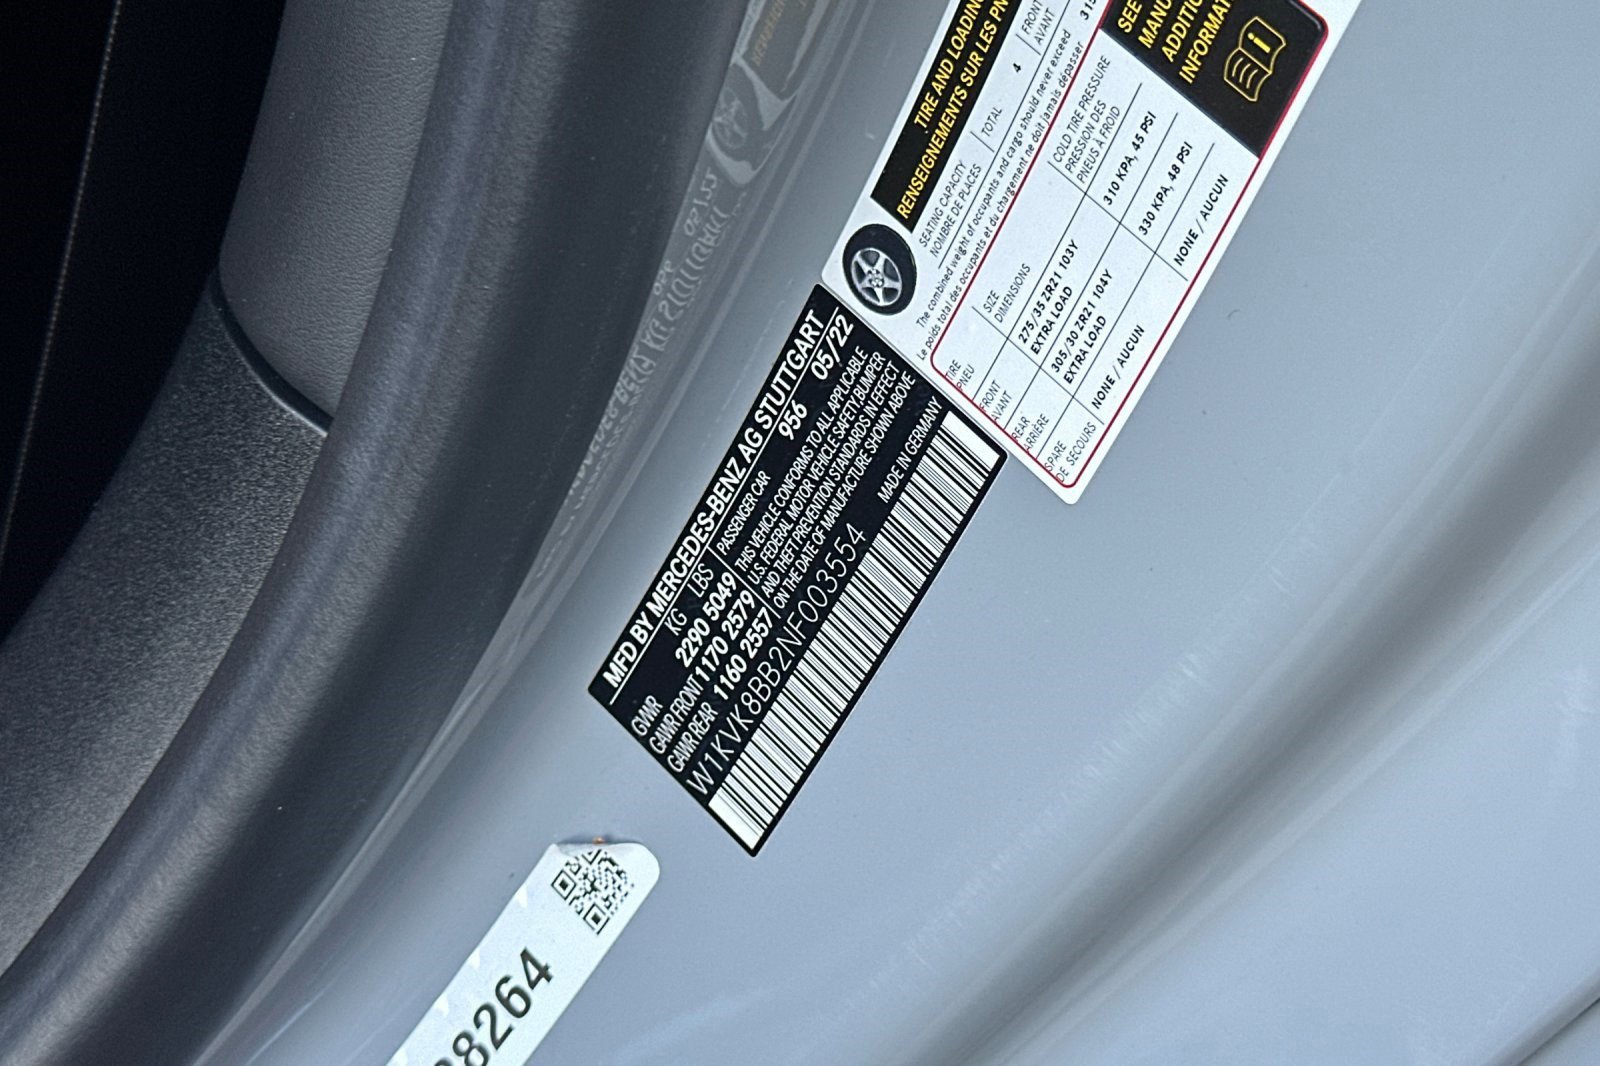 MFD BY MERCEDES-BENZ AG STUTTGART
KG LBS
956 05/22
GVWR 2290 5049
GAWR FRONT 1170 2579
GAWR REAR 1160 2557
PASSENGER CAR
THIS VEHICLE CONFORMS TO ALL APPLICABLE
U.S. FEDERAL MOTOR VEHICLE SAFETY, BUMPER
AND THEFT PREVENTION STANDARDS IN EFFECT
ON THE DATE OF MANUFACTURE SHOWN ABOVE
MADE IN GERMANY
W1KVK8BB2NF003554
TIRE AND LOADING
RENSEIGNEMENTS SUR LES PN
SEATING CAPACITY
NOMBRE DE PLACES
TOTAL 4
FRONT
AVANT
The combined weight of occupants and cargo should never exceed
Le poids total des occupants et du chargement ne doit jamais dépasser
315
TIRE
PNEU
SIZE
DIMENSIONS
COLD TIRE PRESSURE
PRESSION DES
PNEUS À FROID
FRONT
AVANT
275/35 ZR21 103Y
EXTRA LOAD
310 KPA, 45 PSI
REAR
ARRIÈRE
305/30 ZR21 104Y
EXTRA LOAD
330 KPA, 48 PSI
SPARE
DE SECOURS
NONE / AUCUN
NONE / AUCUN
SEE
MANU
ADDITIO
INFORMAT
8264